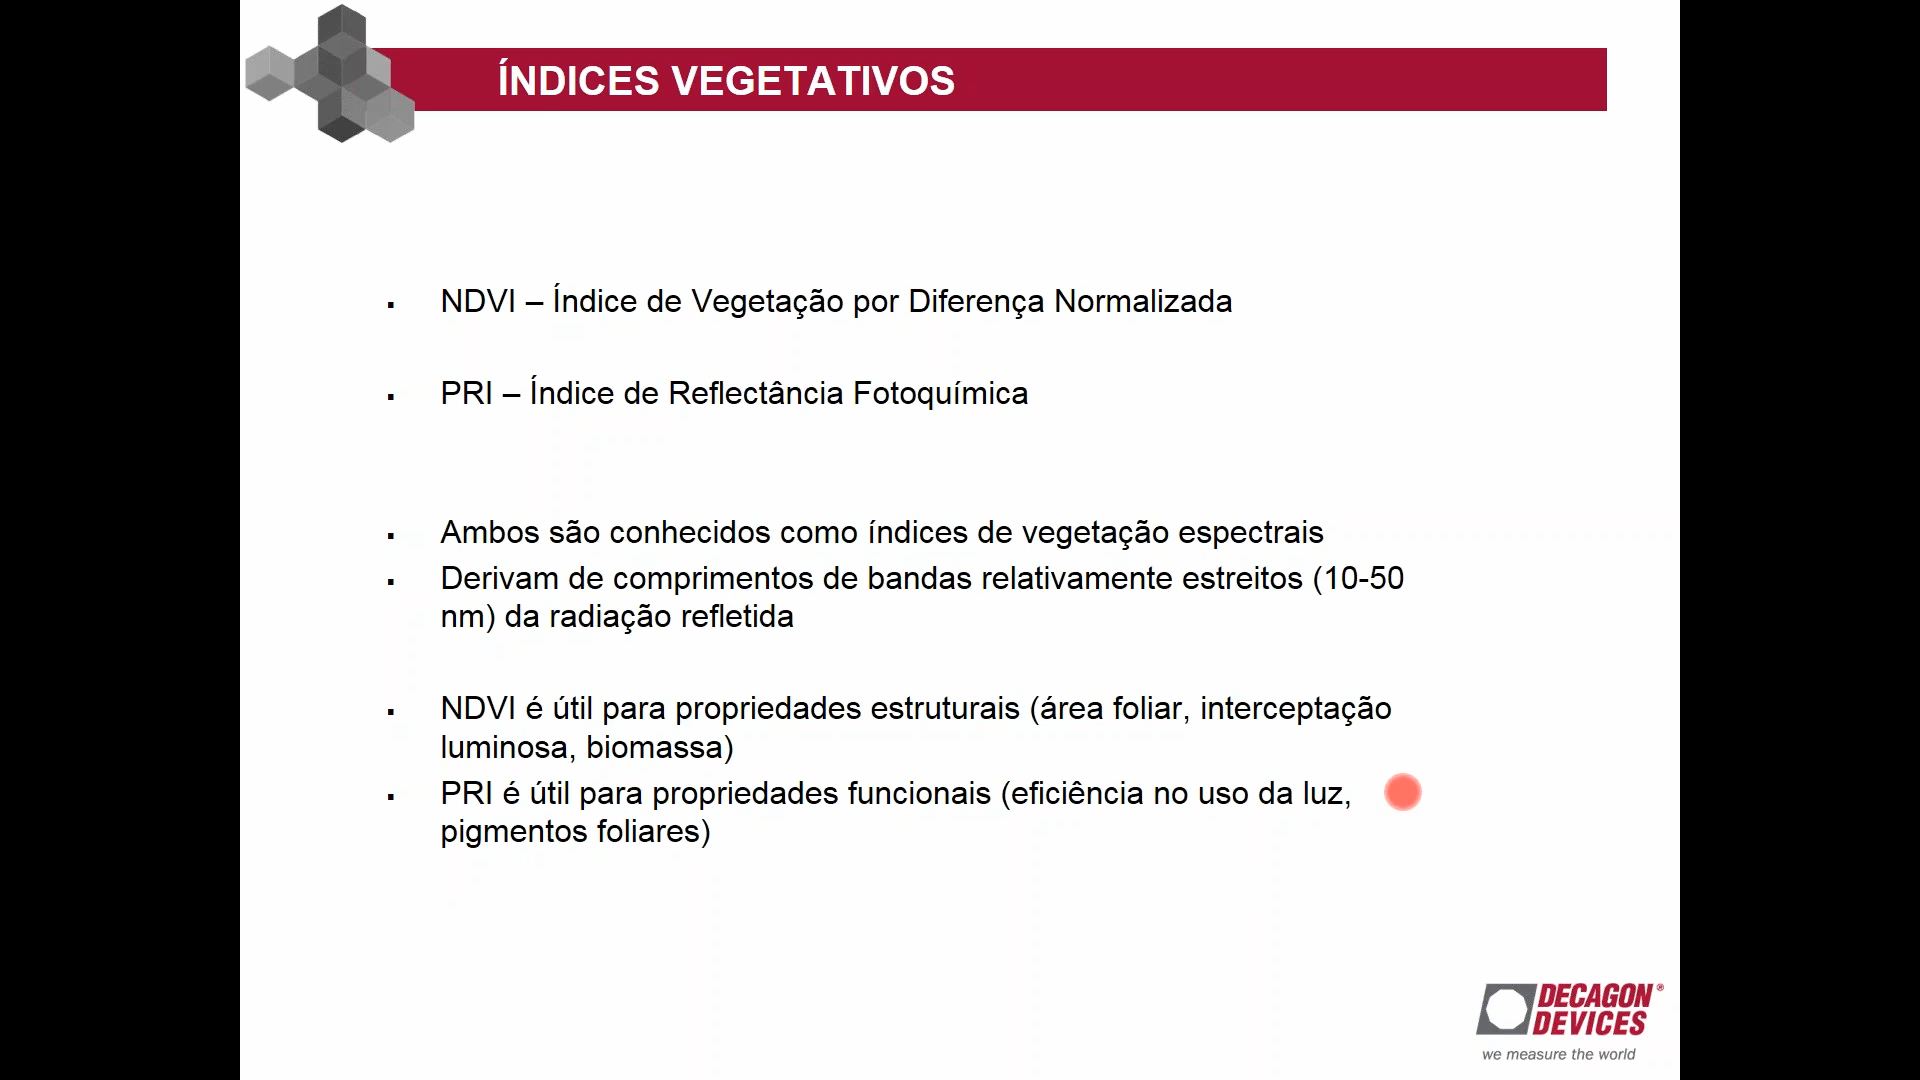 ÍNDICES VEGETATIVOS
▪ NDVI – Índice de Vegetação por Diferença Normalizada
▪ PRI – Índice de Reflectância Fotoquímica
▪ Ambos são conhecidos como índices de vegetação espectrais
▪ Derivam de comprimentos de bandas relativamente estreitos (10-50
nm) da radiação refletida
▪ NDVI é útil para propriedades estruturais (área foliar, interceptação
luminosa, biomassa)
▪ PRI é útil para propriedades funcionais (eficiência no uso da luz,
pigmentos foliares)
DECAGON®
DEVICES
we measure the world